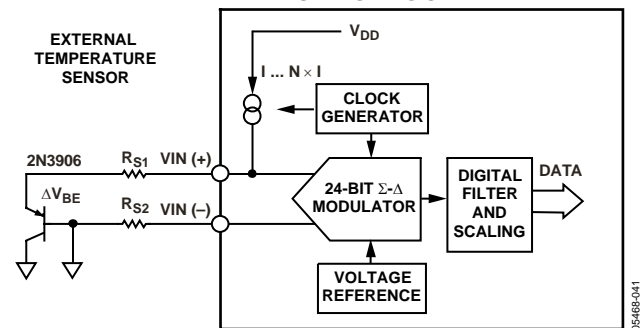 EXTERNAL
TEMPERATURE
SENSOR
V_DD
I ... N × I
CLOCK
GENERATOR
2N3906
R_S1
VIN (+)
ΔV_BE
R_S2
VIN (–)
24-BIT Σ-Δ
MODULATOR
DIGITAL
FILTER
AND
SCALING
DATA
VOLTAGE
REFERENCE
05468-041